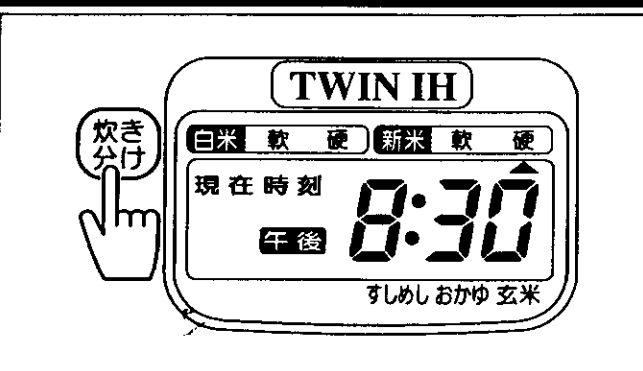 TWIN IH
炊き
分け
白米 軟 硬 新米 軟 硬
現在時刻
午後 8:30
すしめし おかゆ 玄米